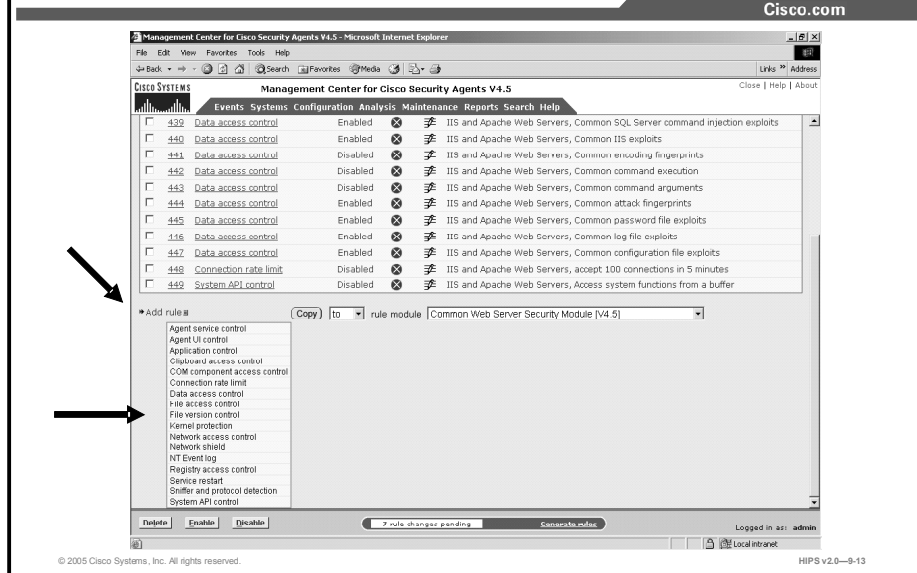 Cisco.com
Management Center for Cisco Security Agents V4.5 - Microsoft Internet Explorer
File Edit View Favorites Tools Help
Back Search Favorites Media Links » Address
CISCO SYSTEMS Management Center for Cisco Security Agents V4.5 Close | Help | About
Events Systems Configuration Analysis Maintenance Reports Search Help
439 Data access control Enabled IIS and Apache Web Servers, Common SQL Server command injection exploits
440 Data access control Enabled IIS and Apache Web Servers, Common IIS exploits
441 Data access control Disabled IIS and Apache Web Servers, Common encoding fingerprints
442 Data access control Disabled IIS and Apache Web Servers, Common command execution
443 Data access control Disabled IIS and Apache Web Servers, Common command arguments
444 Data access control Enabled IIS and Apache Web Servers, Common attack fingerprints
445 Data access control Enabled IIS and Apache Web Servers, Common password file exploits
446 Data access control Enabled IIS and Apache Web Servers, Common log file exploits
447 Data access control Enabled IIS and Apache Web Servers, Common configuration file exploits
448 Connection rate limit Disabled IIS and Apache Web Servers, accept 100 connections in 5 minutes
449 System API control Disabled IIS and Apache Web Servers, Access system functions from a buffer
Add rule Copy to rule module Common Web Server Security Module [V4.5]
Agent service control
Agent UI control
Application control
Clipboard access control
COM component access control
Connection rate limit
Data access control
File access control
File version control
Kernel protection
Network access control
Network shield
NT Event log
Registry access control
Service restart
Sniffer and protocol detection
System API control
Delete Enable Disable 7 rule changes pending Generate rules Logged in as: admin
Local intranet
© 2005 Cisco Systems, Inc. All rights reserved. HIPS v2.0—9-13